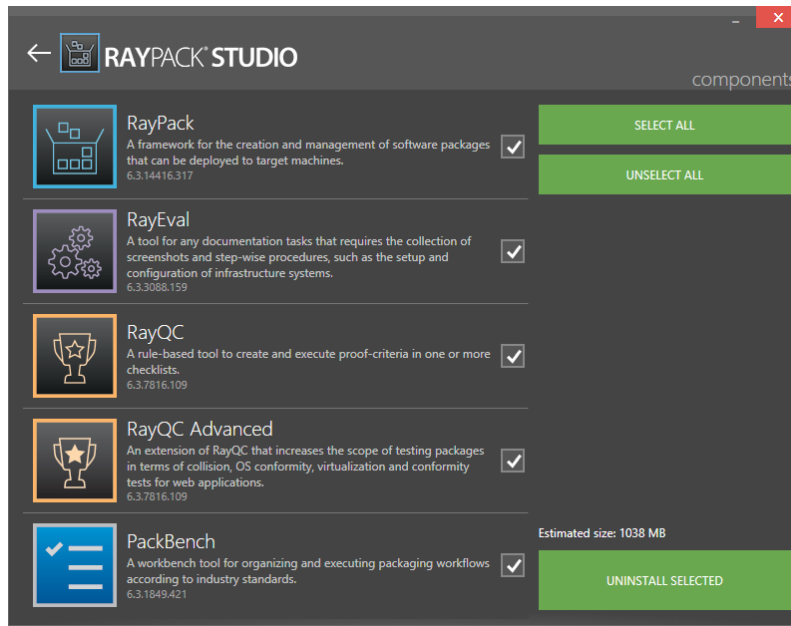 RAYPACK® STUDIO
components
RayPack
A framework for the creation and management of software packages
that can be deployed to target machines.
6.3.14416.317
RayEval
A tool for any documentation tasks that requires the collection of
screenshots and step-wise procedures, such as the setup and
configuration of infrastructure systems.
6.3.3088.159
RayQC
A rule-based tool to create and execute proof-criteria in one or more
checklists.
6.3.7816.109
RayQC Advanced
An extension of RayQC that increases the scope of testing packages
in terms of collision, OS conformity, virtualization and conformity
tests for web applications.
6.3.7816.109
PackBench
A workbench tool for organizing and executing packaging workflows
according to industry standards.
6.3.1849.421
SELECT ALL
UNSELECT ALL
Estimated size: 1038 MB
UNINSTALL SELECTED